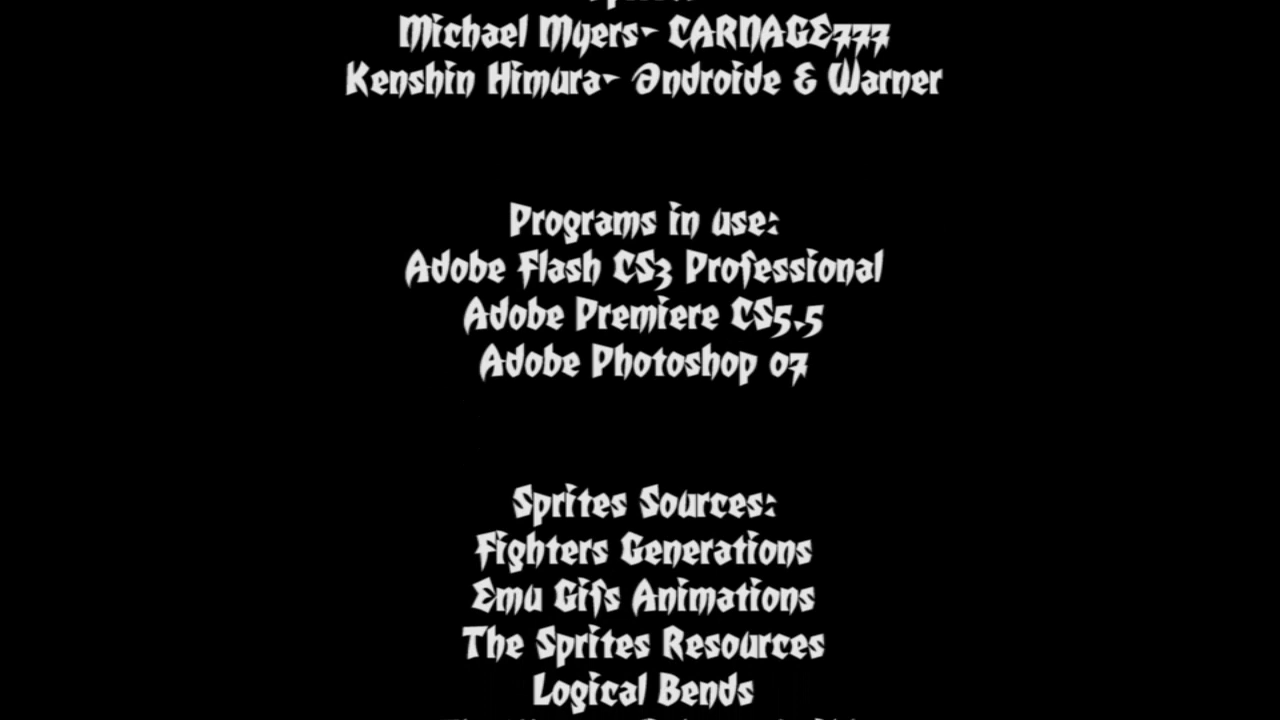 Michael Myers- CARNAGE777
Kenshin Himura- Androide & Warner
Programs in use:
Adobe Flash CS3 Professional
Adobe Premiere CS5.5
Adobe Photoshop 07
Sprites Sources:
Fighters Generations
Emu Gifs Animations
The Sprites Resources
Logical Bends